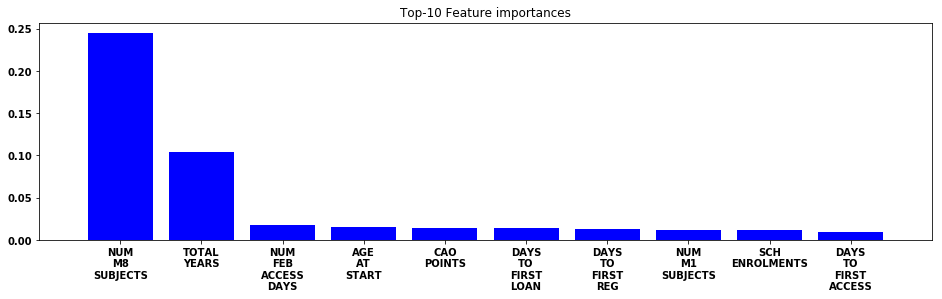 Top-10 Feature importances
0.25
0.20
0.15
0.10
0.05
0.00
NUM
M8
SUBJECTS
TOTAL
YEARS
NUM
FEB
ACCESS
DAYS
AGE
AT
START
CAO
POINTS
DAYS
TO
FIRST
LOAN
DAYS
TO
FIRST
REG
NUM
M1
SUBJECTS
SCH
ENROLMENTS
DAYS
TO
FIRST
ACCESS